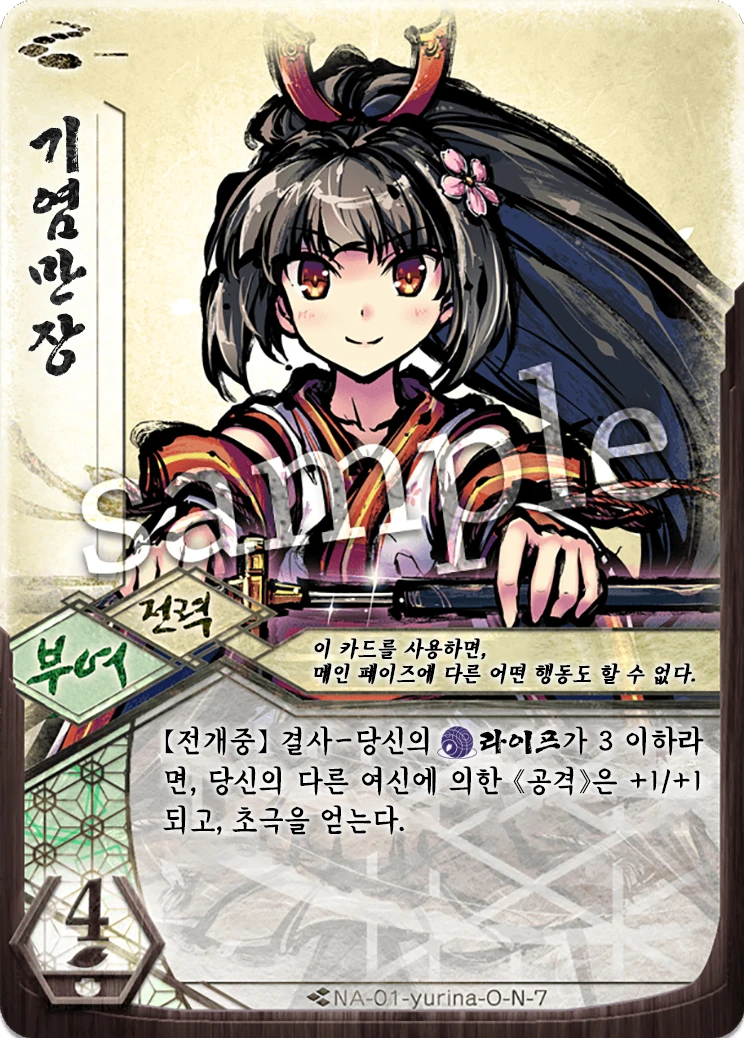 기염만장
sample
전력
부여
이 카드를 사용하면,
메인 페이즈에 다른 어떤 행동도 할 수 없다.
【전개중】 결사-당신의 라이프가 3 이하라
면, 당신의 다른 여신에 의한 《공격》은 +1/+1
되고, 초극을 얻는다.
4
NA-01-yurina-O-N-7